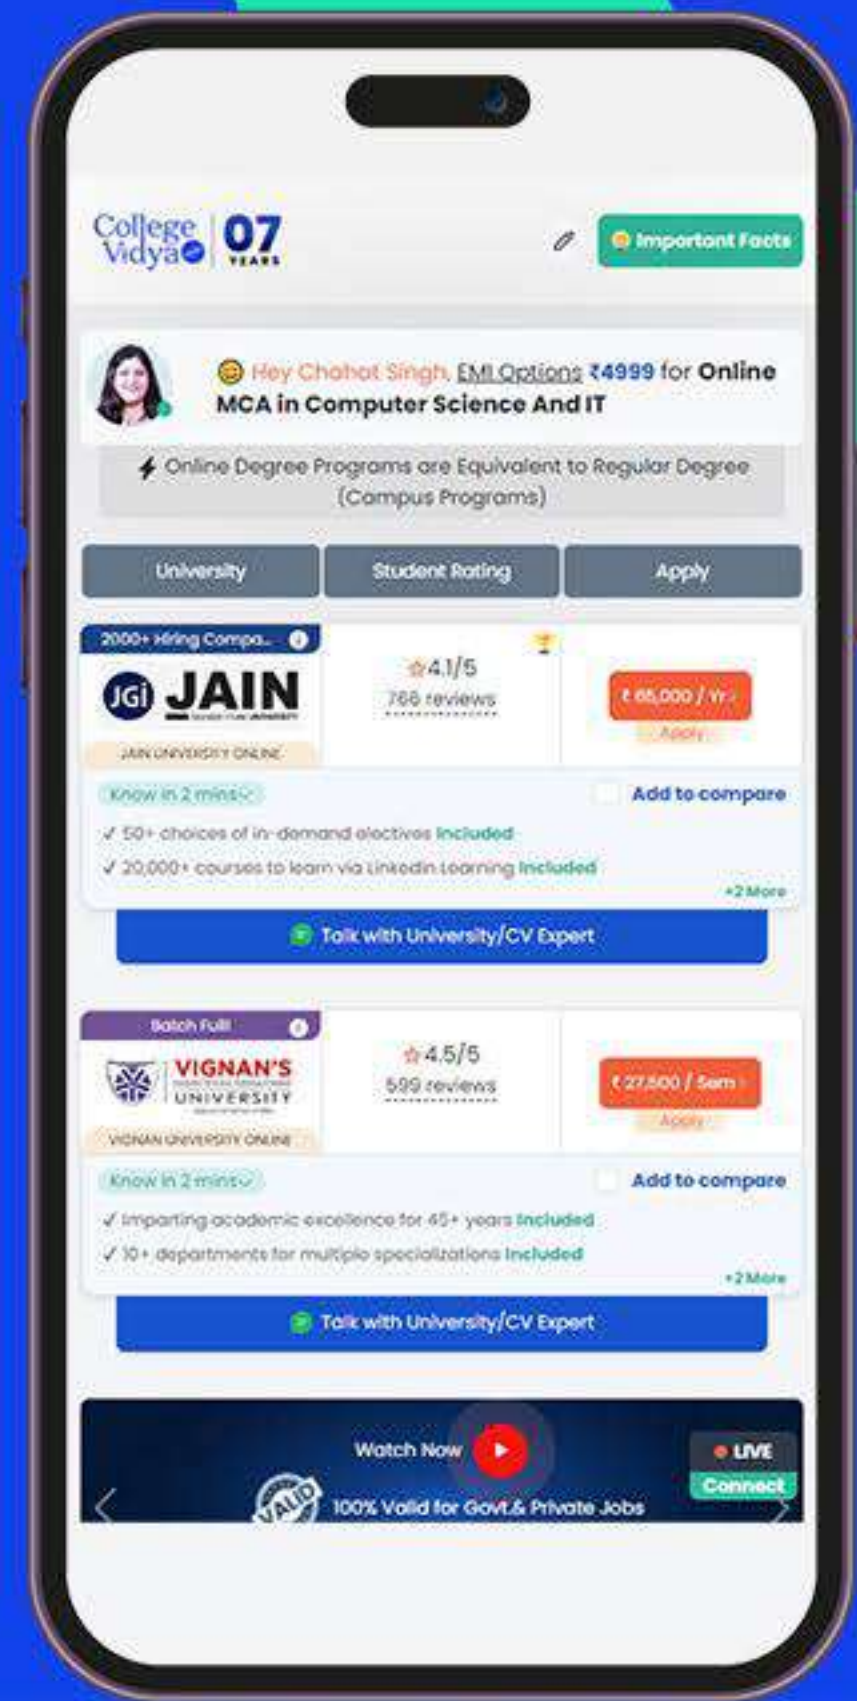 College
Vidya
07
YEARS
Important Facts
Hey Chahat Singh, EMI Options ₹4999 for Online
MCA in Computer Science And IT
Online Degree Programs are Equivalent to Regular Degree
(Campus Programs)
University
Student Rating
Apply
2000+ Hiring Compa...
JGi JAIN
JAIN UNIVERSITY ONLINE
4.1/5
766 reviews
₹ 65,000 / Yr
Apply
Know in 2 mins
Add to compare
✓ 50+ choices of in-demand electives Included
✓ 20,000+ courses to learn via Linkedin Learning Included
+2 More
Talk with University/CV Expert
Batch Full!
VIGNAN'S
UNIVERSITY
VIGNAN UNIVERSITY ONLINE
4.5/5
599 reviews
₹ 27,500 / Sem
Apply
Know in 2 mins
Add to compare
✓ Imparting academic excellence for 45+ years Included
✓ 10+ departments for multiple specializations Included
+2 More
Talk with University/CV Expert
Watch Now
LIVE
Connect
VALID
100% Valid for Govt.& Private Jobs